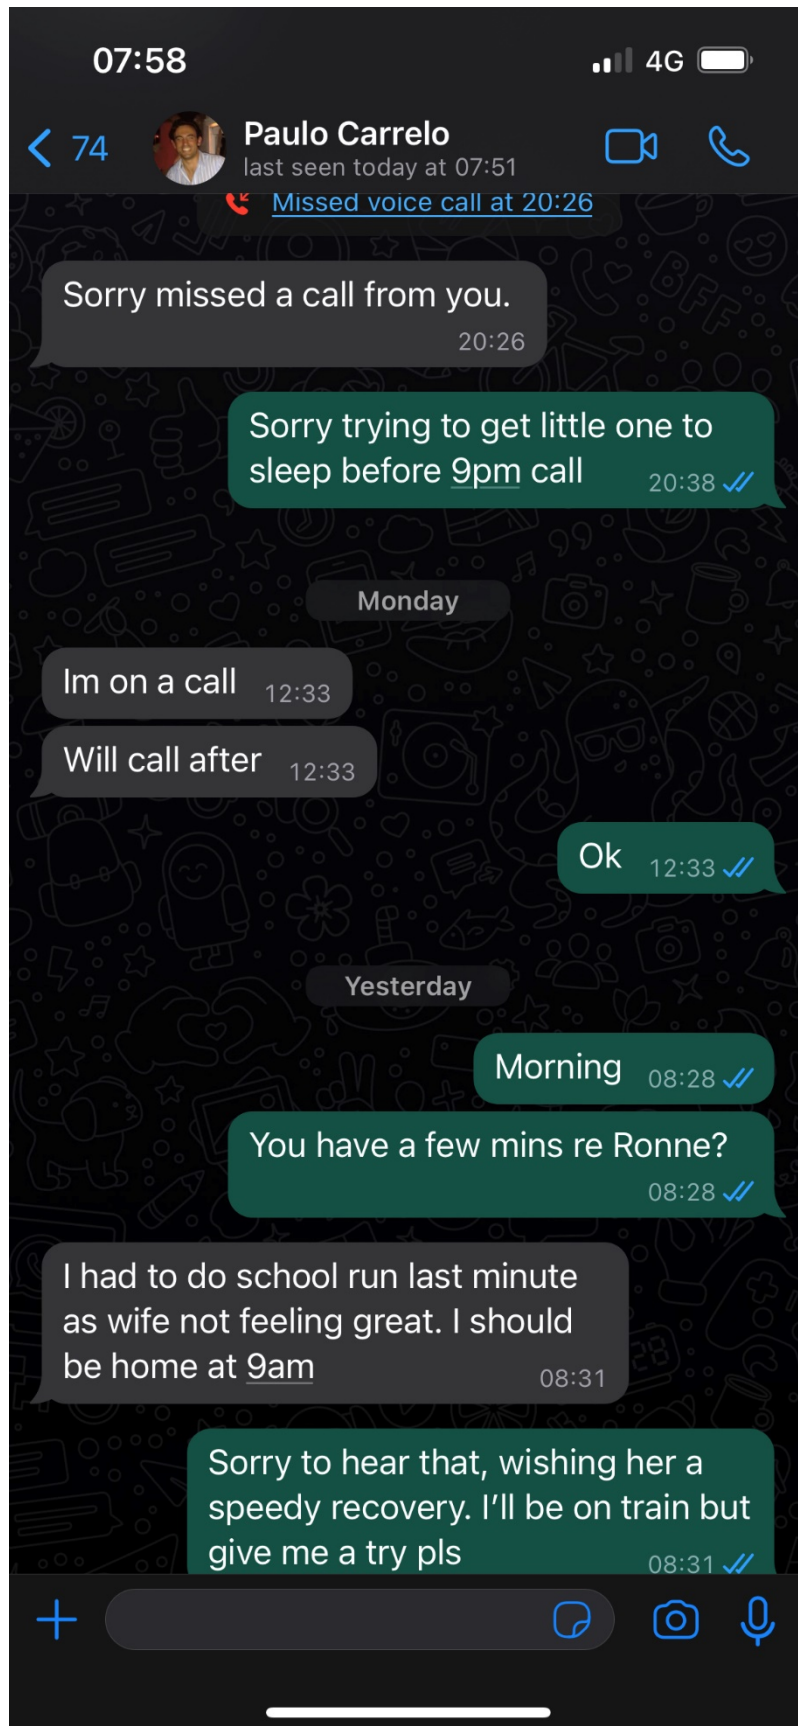 07:58
4G
74
Paulo Carrelo
last seen today at 07:51
Missed voice call at 20:26
Sorry missed a call from you.
20:26
Sorry trying to get little one to
sleep before 9pm call 20:38
Monday
Im on a call 12:33
Will call after 12:33
Ok 12:33
Yesterday
Morning 08:28
You have a few mins re Ronne?
08:28
I had to do school run last minute
as wife not feeling great. I should
be home at 9am 08:31
Sorry to hear that, wishing her a
speedy recovery. I’ll be on train but
give me a try pls 08:31